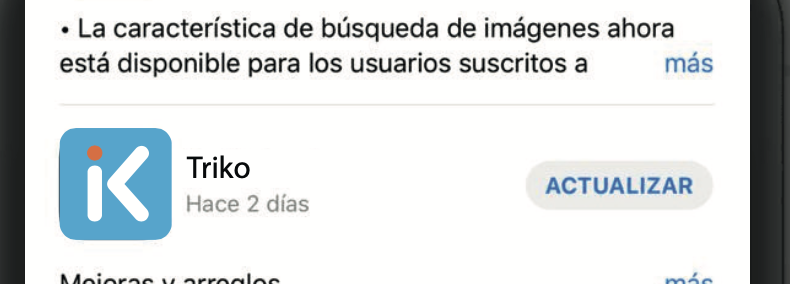 • La característica de búsqueda de imágenes ahora
está disponible para los usuarios suscritos a más
iK
Triko
Hace 2 días
ACTUALIZAR
Mejoras y arreglos más